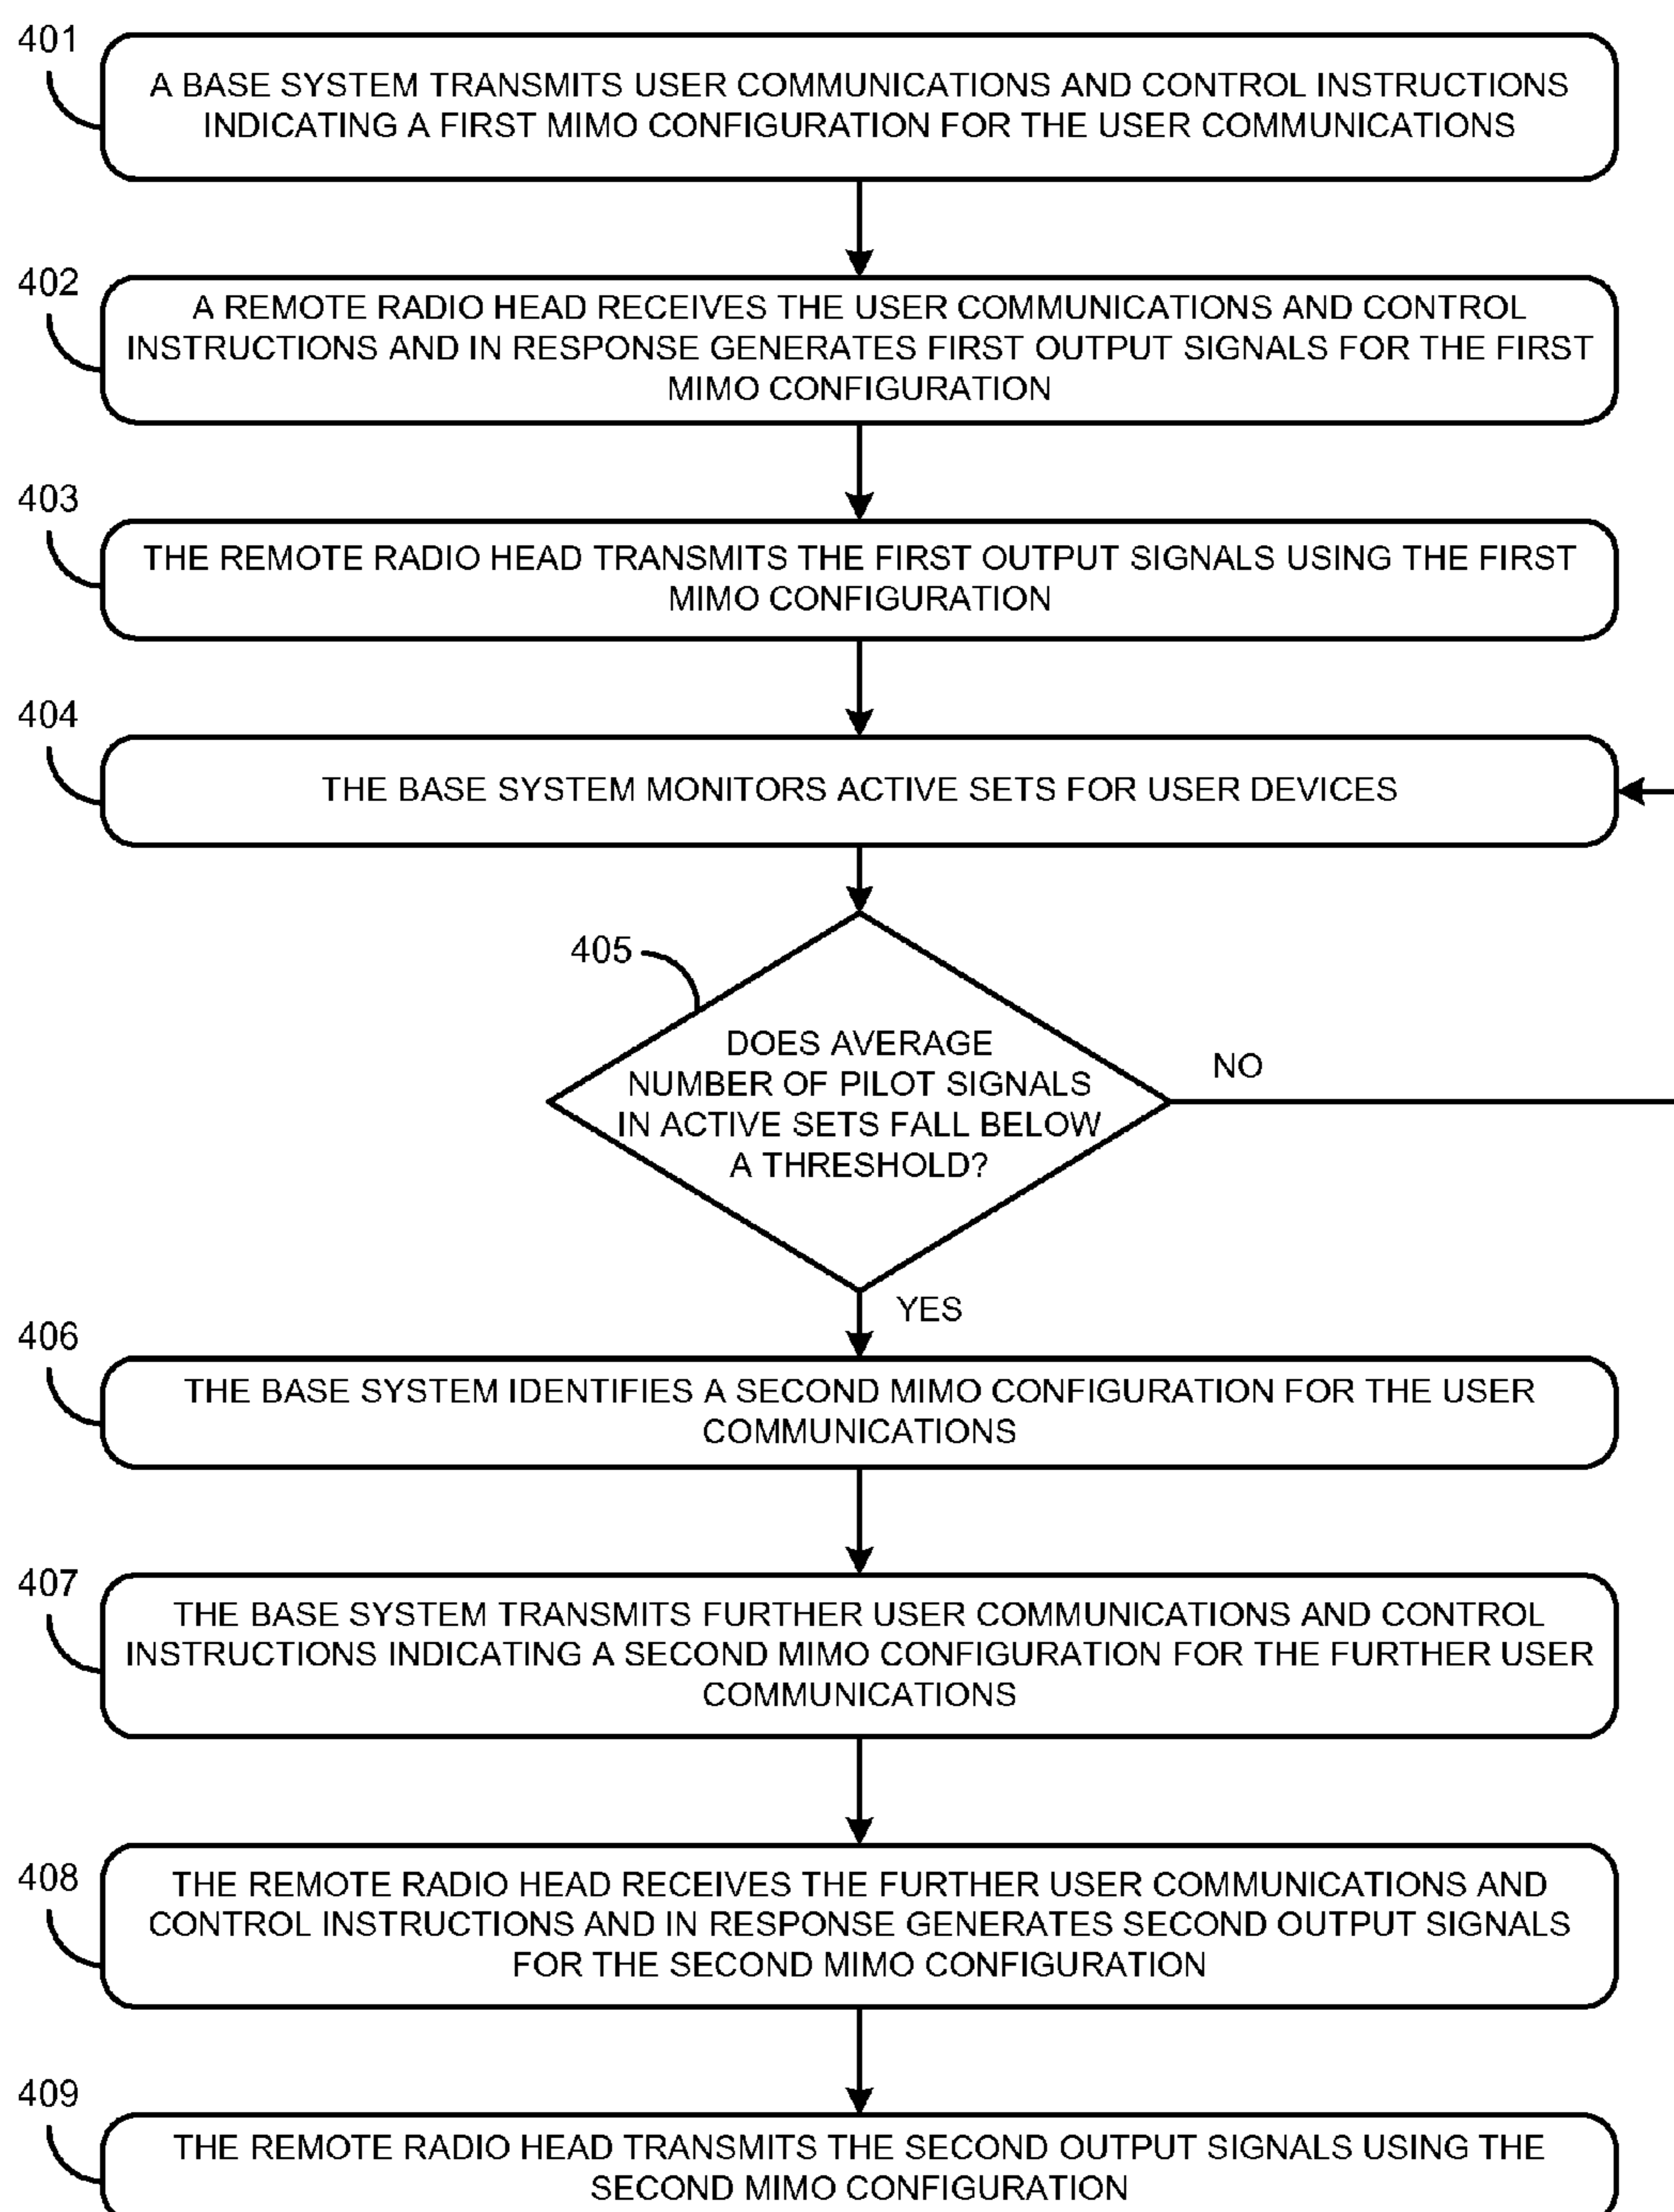 401
A BASE SYSTEM TRANSMITS USER COMMUNICATIONS AND CONTROL INSTRUCTIONS
INDICATING A FIRST MIMO CONFIGURATION FOR THE USER COMMUNICATIONS
402
A REMOTE RADIO HEAD RECEIVES THE USER COMMUNICATIONS AND CONTROL
INSTRUCTIONS AND IN RESPONSE GENERATES FIRST OUTPUT SIGNALS FOR THE FIRST
MIMO CONFIGURATION
403
THE REMOTE RADIO HEAD TRANSMITS THE FIRST OUTPUT SIGNALS USING THE FIRST
MIMO CONFIGURATION
404
THE BASE SYSTEM MONITORS ACTIVE SETS FOR USER DEVICES
405
DOES AVERAGE
NUMBER OF PILOT SIGNALS
IN ACTIVE SETS FALL BELOW
A THRESHOLD?
NO
YES
406
THE BASE SYSTEM IDENTIFIES A SECOND MIMO CONFIGURATION FOR THE USER
COMMUNICATIONS
407
THE BASE SYSTEM TRANSMITS FURTHER USER COMMUNICATIONS AND CONTROL
INSTRUCTIONS INDICATING A SECOND MIMO CONFIGURATION FOR THE FURTHER USER
COMMUNICATIONS
408
THE REMOTE RADIO HEAD RECEIVES THE FURTHER USER COMMUNICATIONS AND
CONTROL INSTRUCTIONS AND IN RESPONSE GENERATES SECOND OUTPUT SIGNALS
FOR THE SECOND MIMO CONFIGURATION
409
THE REMOTE RADIO HEAD TRANSMITS THE SECOND OUTPUT SIGNALS USING THE
SECOND MIMO CONFIGURATION